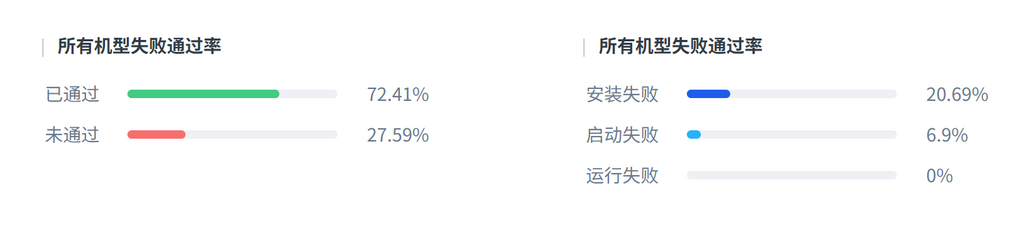 所有机型失败通过率
已通过 72.41%
未通过 27.59%
所有机型失败通过率
安装失败 20.69%
启动失败 6.9%
运行失败 0%